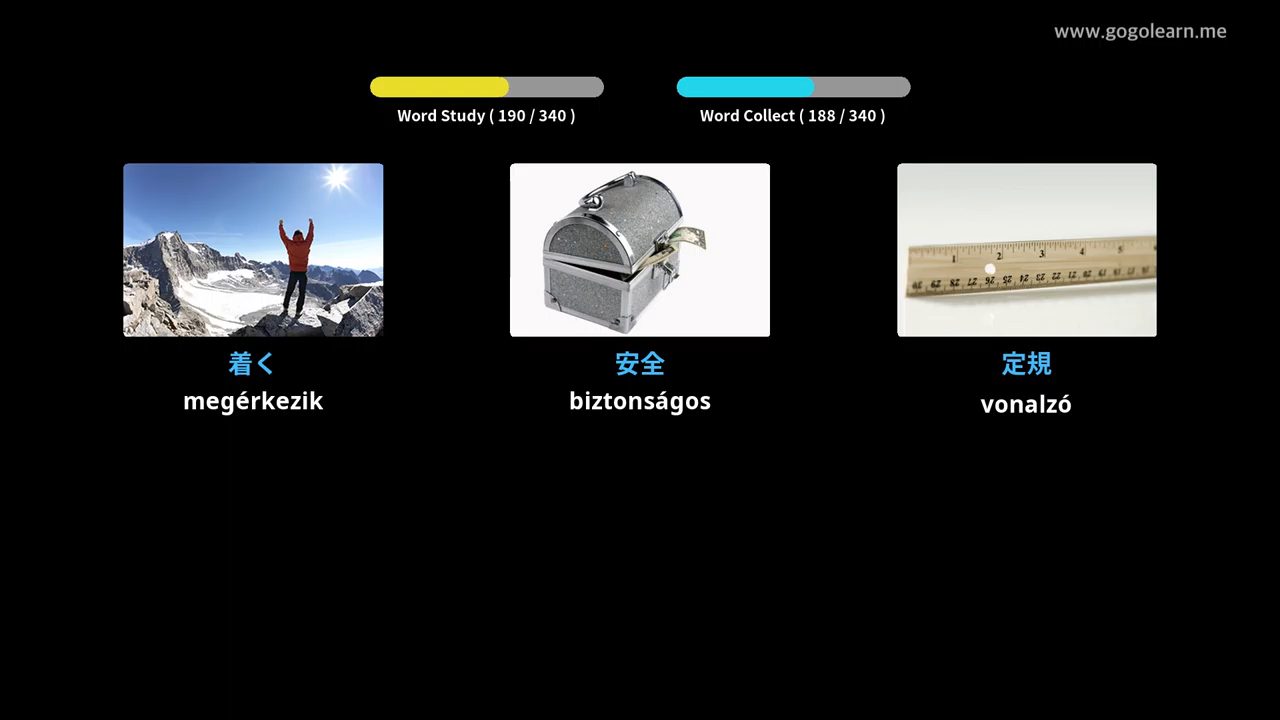 www.gogolearn.me
Word Study ( 190 / 340 )
Word Collect ( 188 / 340 )
着く
安全
定規
megérkezik
biztonságos
vonalzó